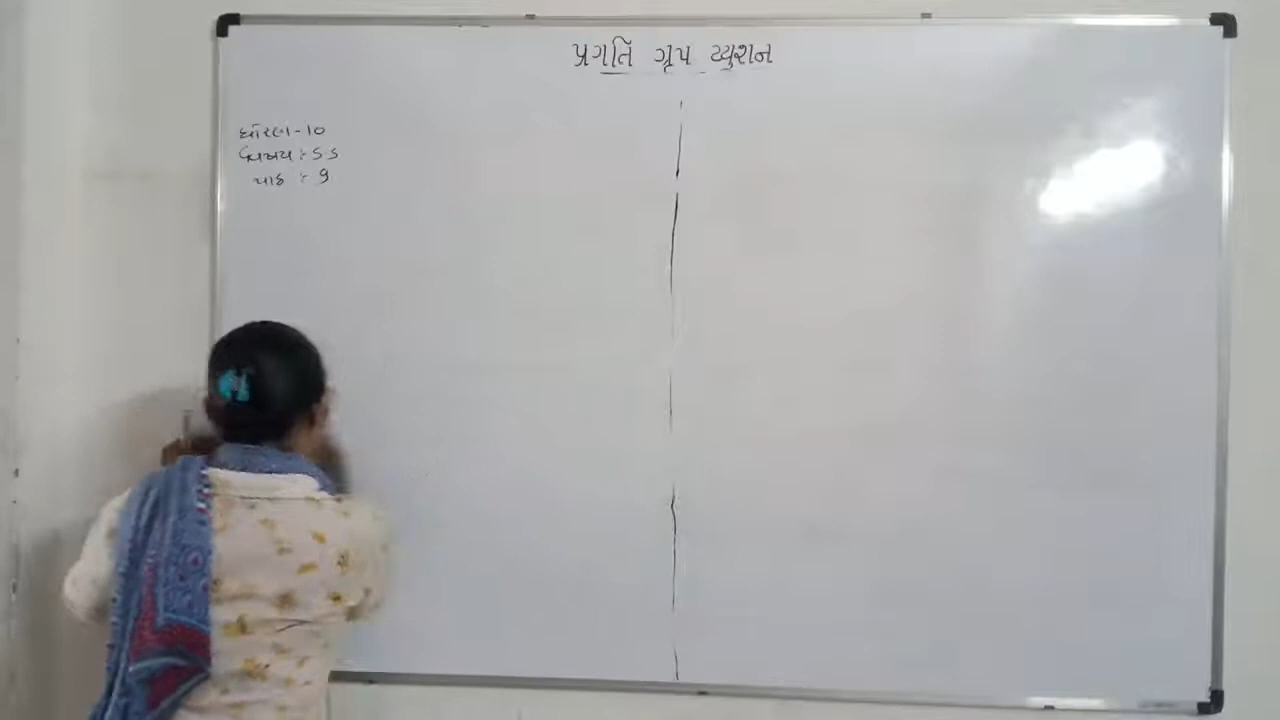 પ્રગતિ ગૃપ ટ્યુશન
ધોરણ-10
વિષય :- S.S
પાઠ :- 9